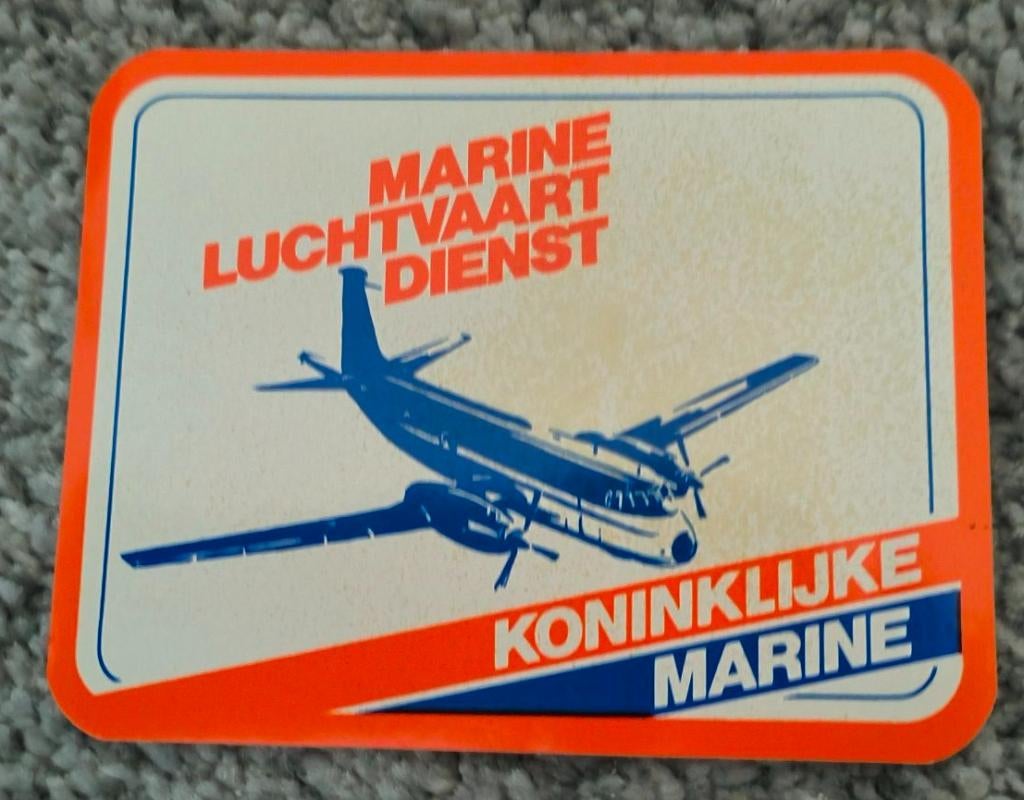 MARINE
LUCHTVAART
DIENST
KONINKLIJKE
MARINE